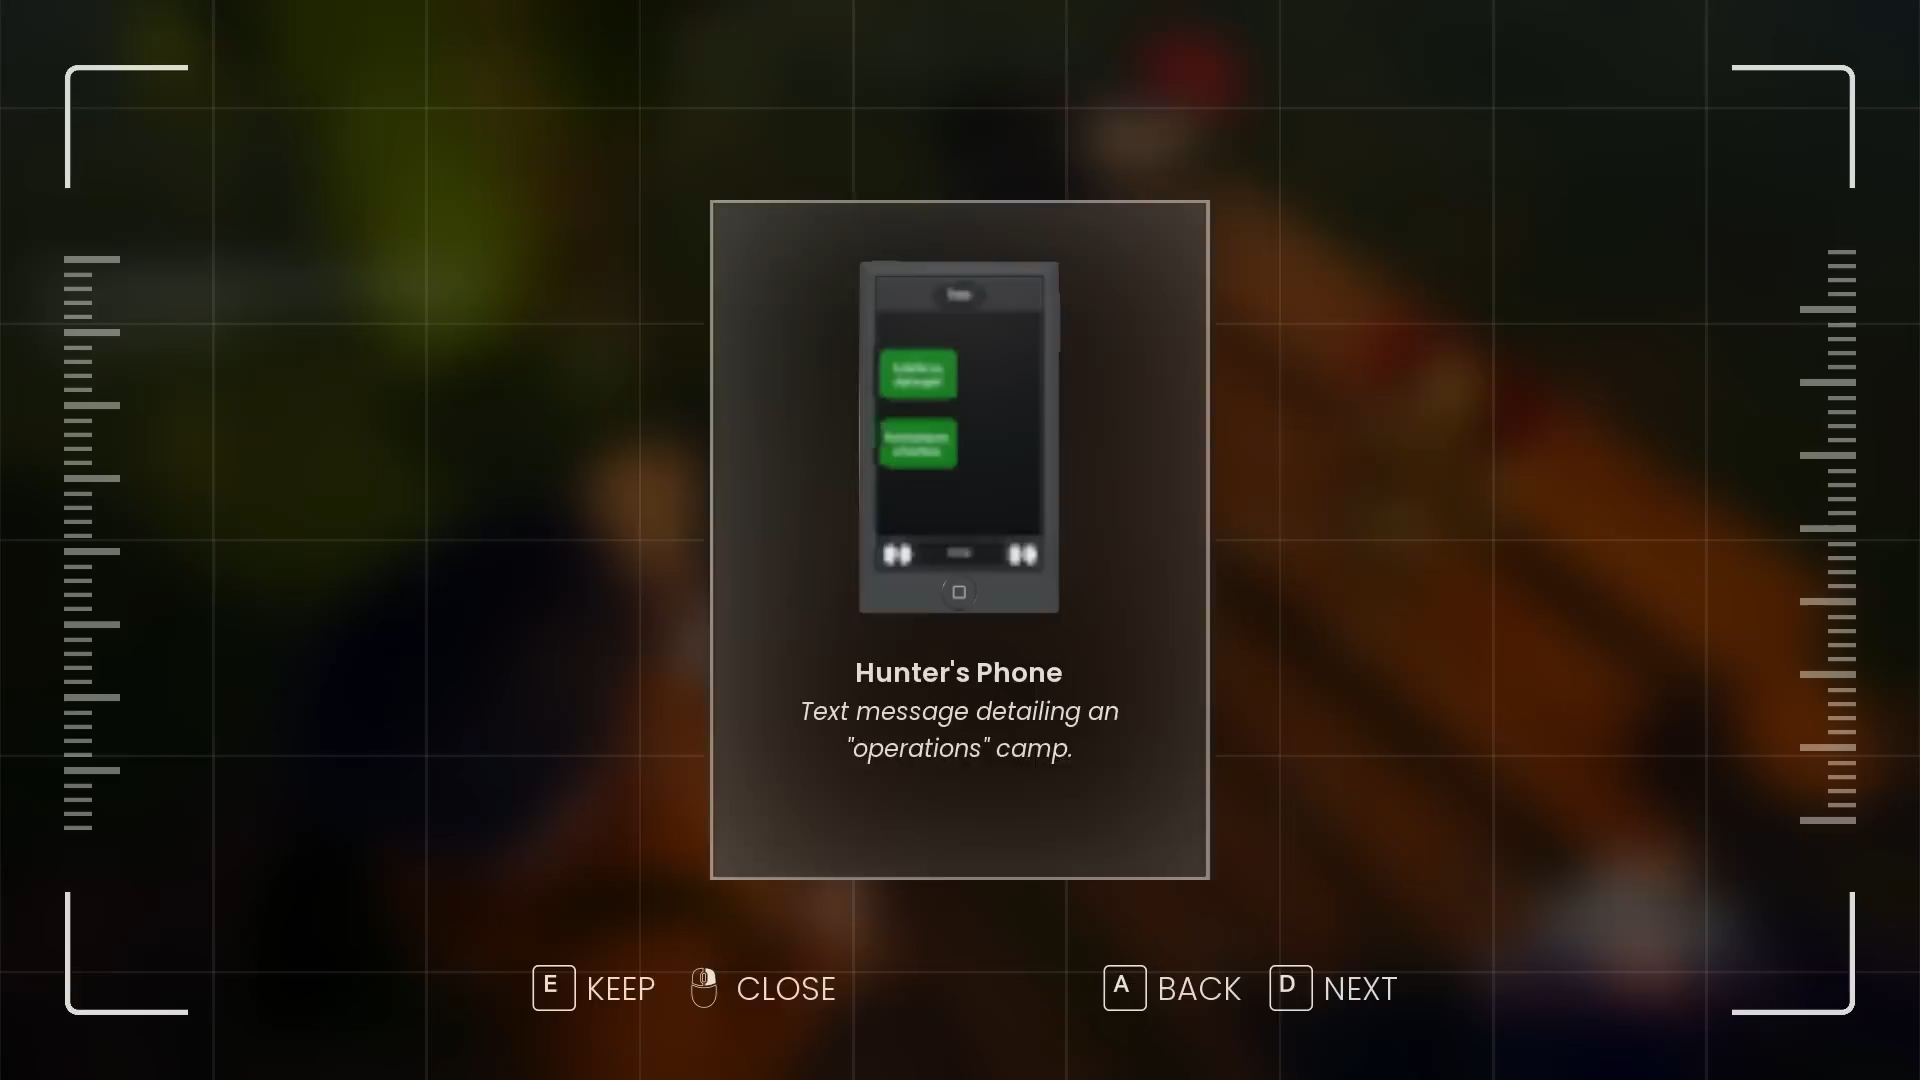 Hunter's Phone
Text message detailing an
"operations" camp.
E KEEP CLOSE A BACK D NEXT